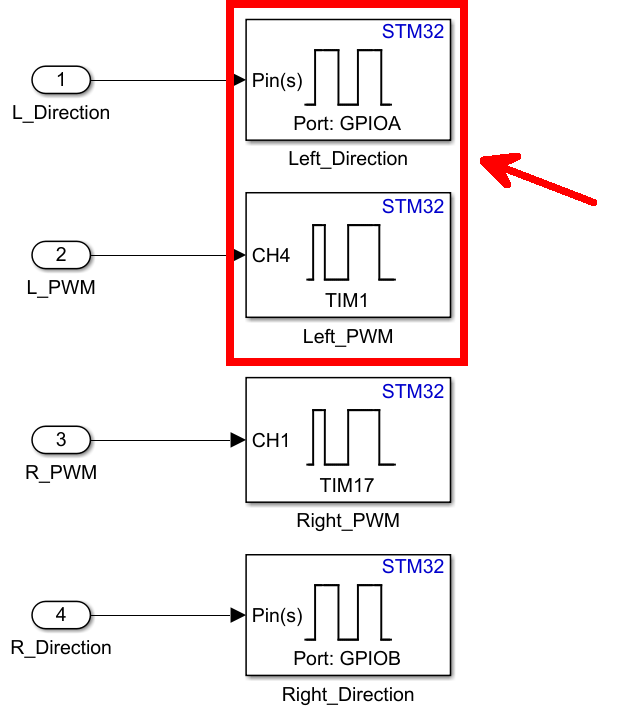 STM32
1
Pin(s)
L_Direction
Port: GPIOA
Left_Direction
STM32
2
CH4
L_PWM
TIM1
Left_PWM
STM32
3
CH1
R_PWM
TIM17
Right_PWM
STM32
4
Pin(s)
R_Direction
Port: GPIOB
Right_Direction